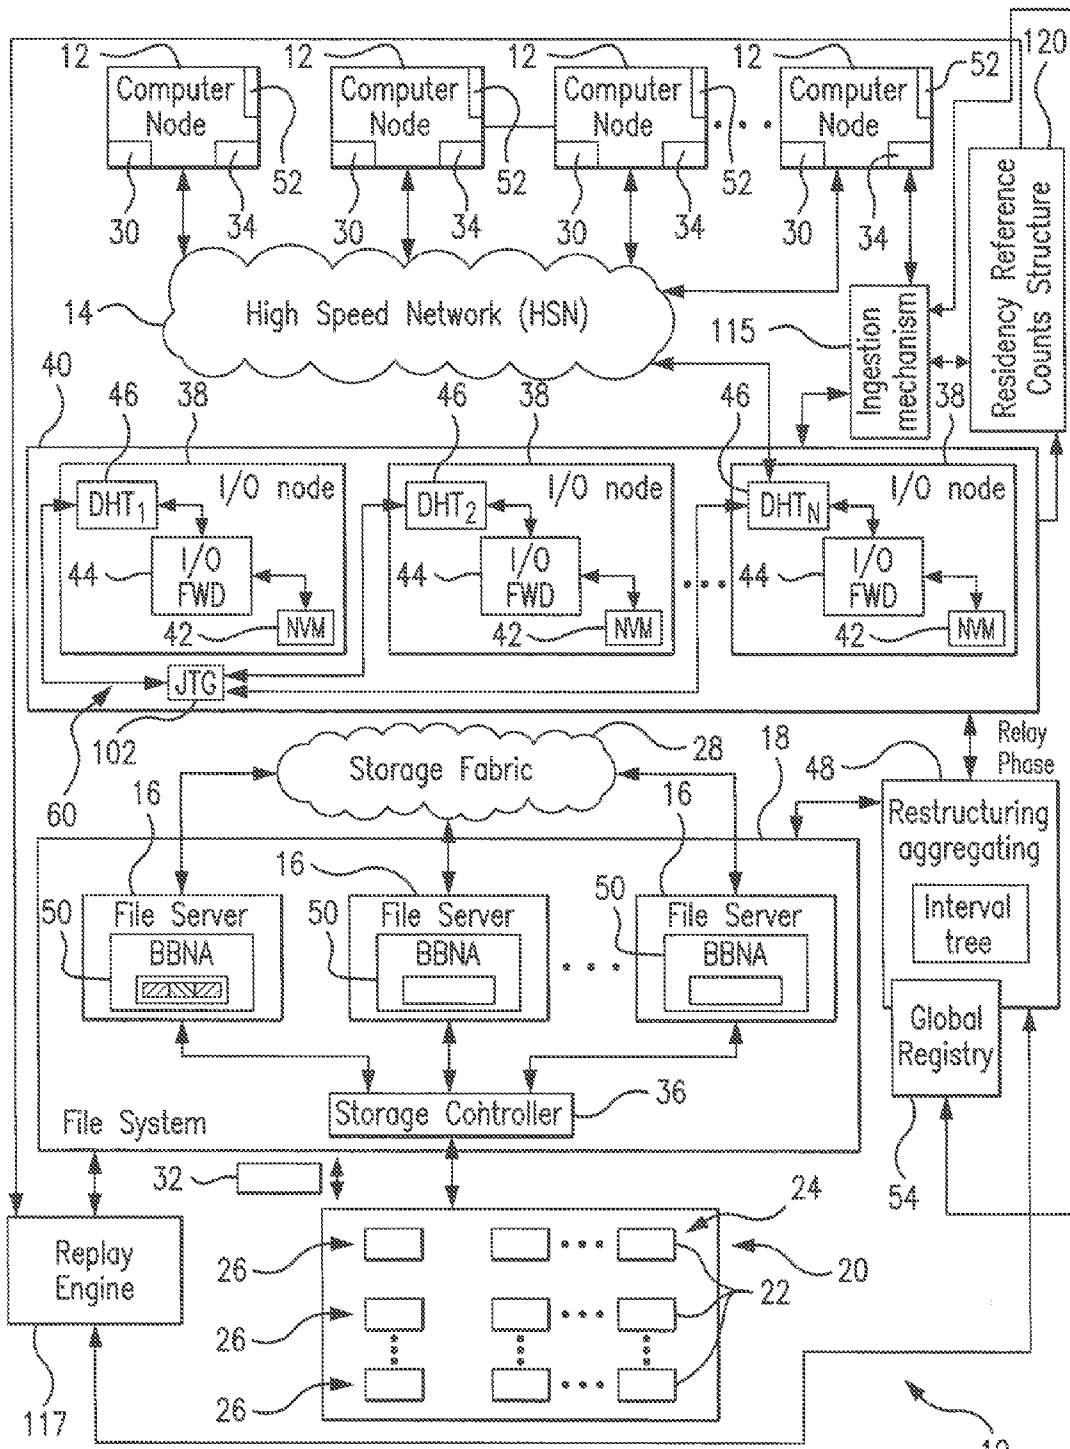 12 12 12 12 52 120
Computer Node
Computer Node
Computer Node
Computer Node
52 52 52
30 34 30 34 30 34 30 34
Residency Reference
Counts Structure
14
High Speed Network (HSN)
115
Ingestion
mechanism
40 46 38 46 38 46 38
DHT1 I/O node
DHT2 I/O node
DHTN I/O node
44 I/O FWD
44 I/O FWD
44 I/O FWD
42 NVM
42 NVM
42 NVM
JTG
60 102
28
Storage Fabric
18 48
Relay
Phase
16 16 16
Restructuring
aggregating
Interval
tree
Global
Registry
54
50 File Server BBNA
50 File Server BBNA
50 File Server BBNA
Storage Controller 36
File System
32
24
26 20
22
26
26
Replay
Engine
117